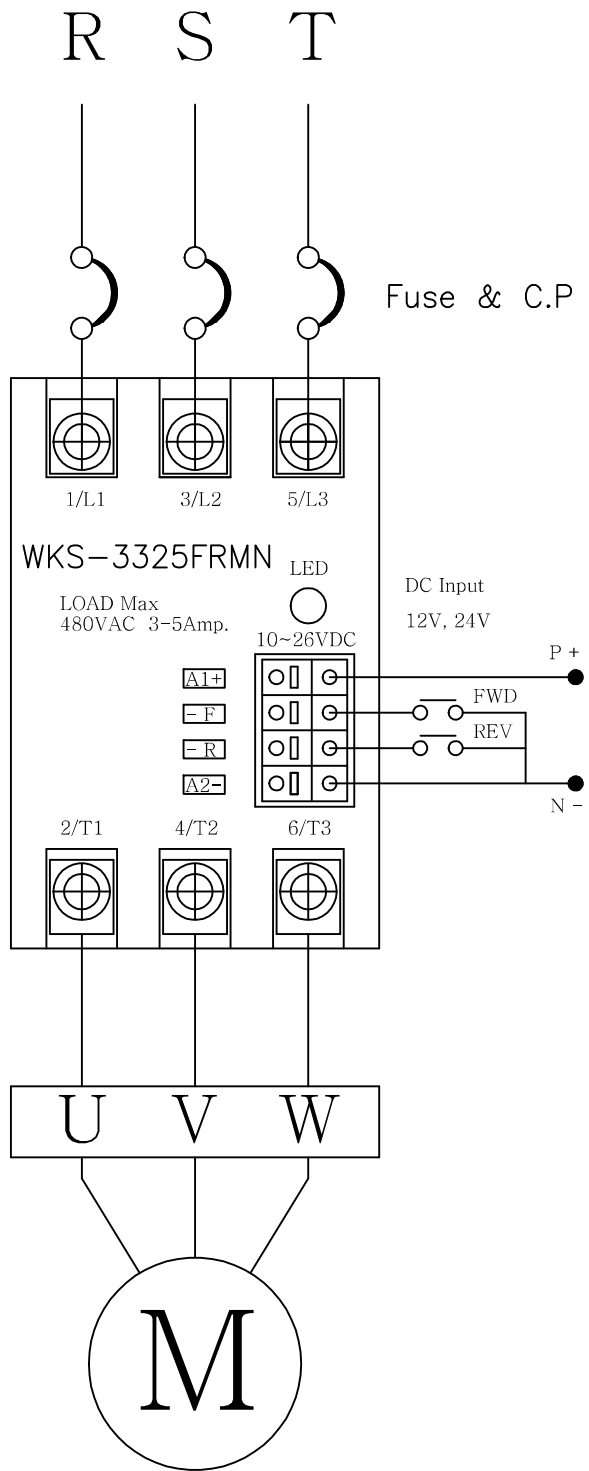 R S T
Fuse & C.P
1/L1 3/L2 5/L3
WKS-3325FRMN
LED
LOAD Max
480VAC 3-5Amp.
DC Input
12V, 24V
10~26VDC
P +
A1+
- F
FWD
- R
REV
A2-
N -
2/T1 4/T2 6/T3
U V W
M